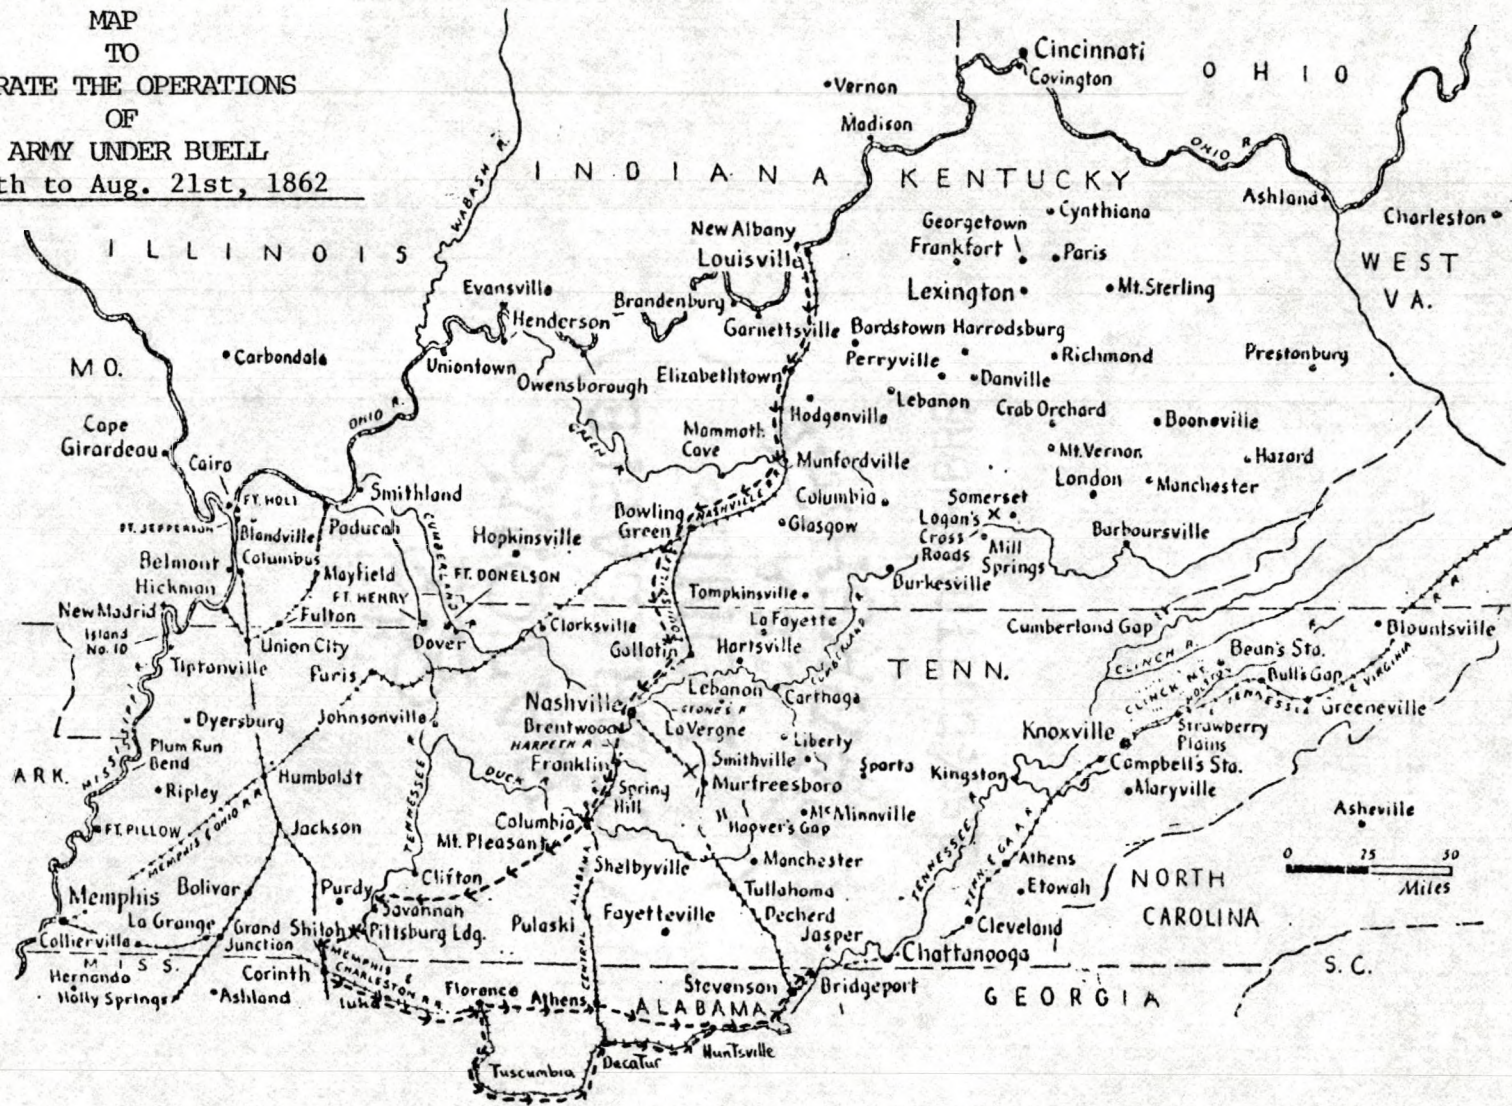 MAP
TO
RATE THE OPERATIONS
OF
ARMY UNDER BUELL
th to Aug. 21st, 1862
Cincinnati
Covington
OHIO
Vernon
Madison
OHIO R.
INDIANA
KENTUCKY
WABASH R.
Ashland
Charleston
Cynthiana
Georgetown
New Albany
Frankfort
Paris
ILLINOIS
Louisville
WEST
VA.
Lexington
Mt. Sterling
Evansville
Brandenburg
Henderson
Garnettsville
Bardstown
Harrodsburg
Carbondale
Uniontown
Perryville
Richmond
Prestonburg
MO.
Owensborough
Elizabethtown
Danville
Hodgenville
Lebanon
Crab Orchard
Booneville
OHIO R.
Cape
Girardeau
GREEN R.
Mammoth
Cave
Mt. Vernon
Hazard
Cairo
Munfordville
London
Manchester
FT. HOLT
Smithland
Columbia
Somerset
NASHVILLE R.R.
Bowling
Green
Glasgow
Logan's
Cross
Roads
FT. JEFFERSON
Blandville
Paducah
CUMBERLAND R.
Hopkinsville
Mill
Springs
Barboursville
Belmont
Columbus
Mayfield
FT. DONELSON
Burkesville
Hickman
FT. HENRY
LOUISVILLE
Tompkinsville
New Madrid
Fulton
La Fayette
Island
No. 10
Union City
Dover
Clarksville
Cumberland Gap
Blountsville
Hartsville
CUMBERLAND
Tiptonville
Gallatin
TENN.
CLINCH R.
Bean's Sta.
Paris
Bull's Gap
CLINCH MT.
HOLSTON
R.
Nashville
Lebanon
Carthage
E. TENNESSEE
& VIRGINIA
R R
STONE'S R
Greeneville
Dyersburg
Johnsonville
Brentwood
La Vergne
Knoxville
Strawberry
Plains
MISSISSIPPI R
HARPETH R
Liberty
Plum Run
Bend
Franklin
Smithville
Sparta
Kingston
Campbell's Sta.
ARK.
Humboldt
DUCK R
Murfreesboro
Maryville
Ripley
Spring
Hill
McMinnville
Asheville
TENNESSEE R
FT. PILLOW
MEMPHIS & OHIO R.R.
Jackson
Columbia
Hoover's Gap
Mt. Pleasant
TENNESSEE R
TENN. & GA. R R
0 25 50
Miles
Shelbyville
Manchester
Athens
Clifton
ALABAMA
Memphis
Bolivar
Purdy
Tullahoma
Etowah
NORTH
CAROLINA
Savannah
Pulaski
Fayetteville
La Grange
Grand
Junction
Shiloh
Pittsburg Ldg.
Decherd
Cleveland
Collierville
Jasper
MEMPHIS &
CHARLESTON R.R.
CENTRAL
Chattanooga
MISS.
S.C.
Hernando
Corinth
Stevenson
Bridgeport
Holly Springs
Ashland
Iuka
Florence
Athens
ALABAMA
GEORGIA
Tuscumbia
Decatur
Huntsville